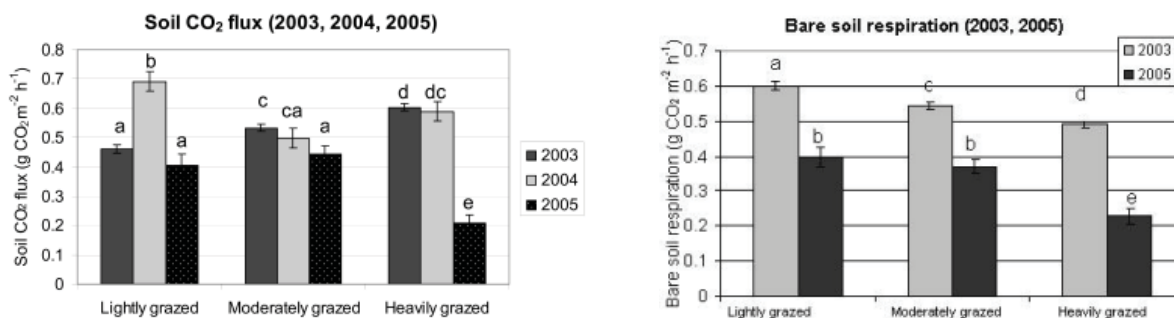 Soil CO₂ flux (2003, 2004, 2005)
Soil CO₂ flux (g CO₂ m⁻² h⁻¹)
0.8
0.7
0.6
0.5
0.4
0.3
0.2
0.1
0
a
b
a
c
ca
a
d
dc
e
Lightly grazed
Moderately grazed
Heavily grazed
2003
2004
2005
Bare soil respiration (2003, 2005)
Bare soil respiration (g CO₂ m⁻² h⁻¹)
0.7
0.6
0.5
0.4
0.3
0.2
0.1
0
a
b
c
b
d
e
Lightly grazed
Moderately grazed
Heavily grazed
2003
2005